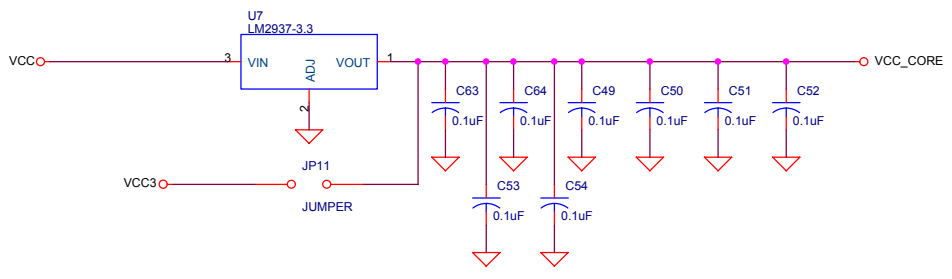 U7
LM2937-3.3
VCC
3
VIN
ADJ
VOUT
1
VCC_CORE
2
C63
0.1uF
C64
0.1uF
C49
0.1uF
C50
0.1uF
C51
0.1uF
C52
0.1uF
JP11
VCC3
JUMPER
C53
0.1uF
C54
0.1uF